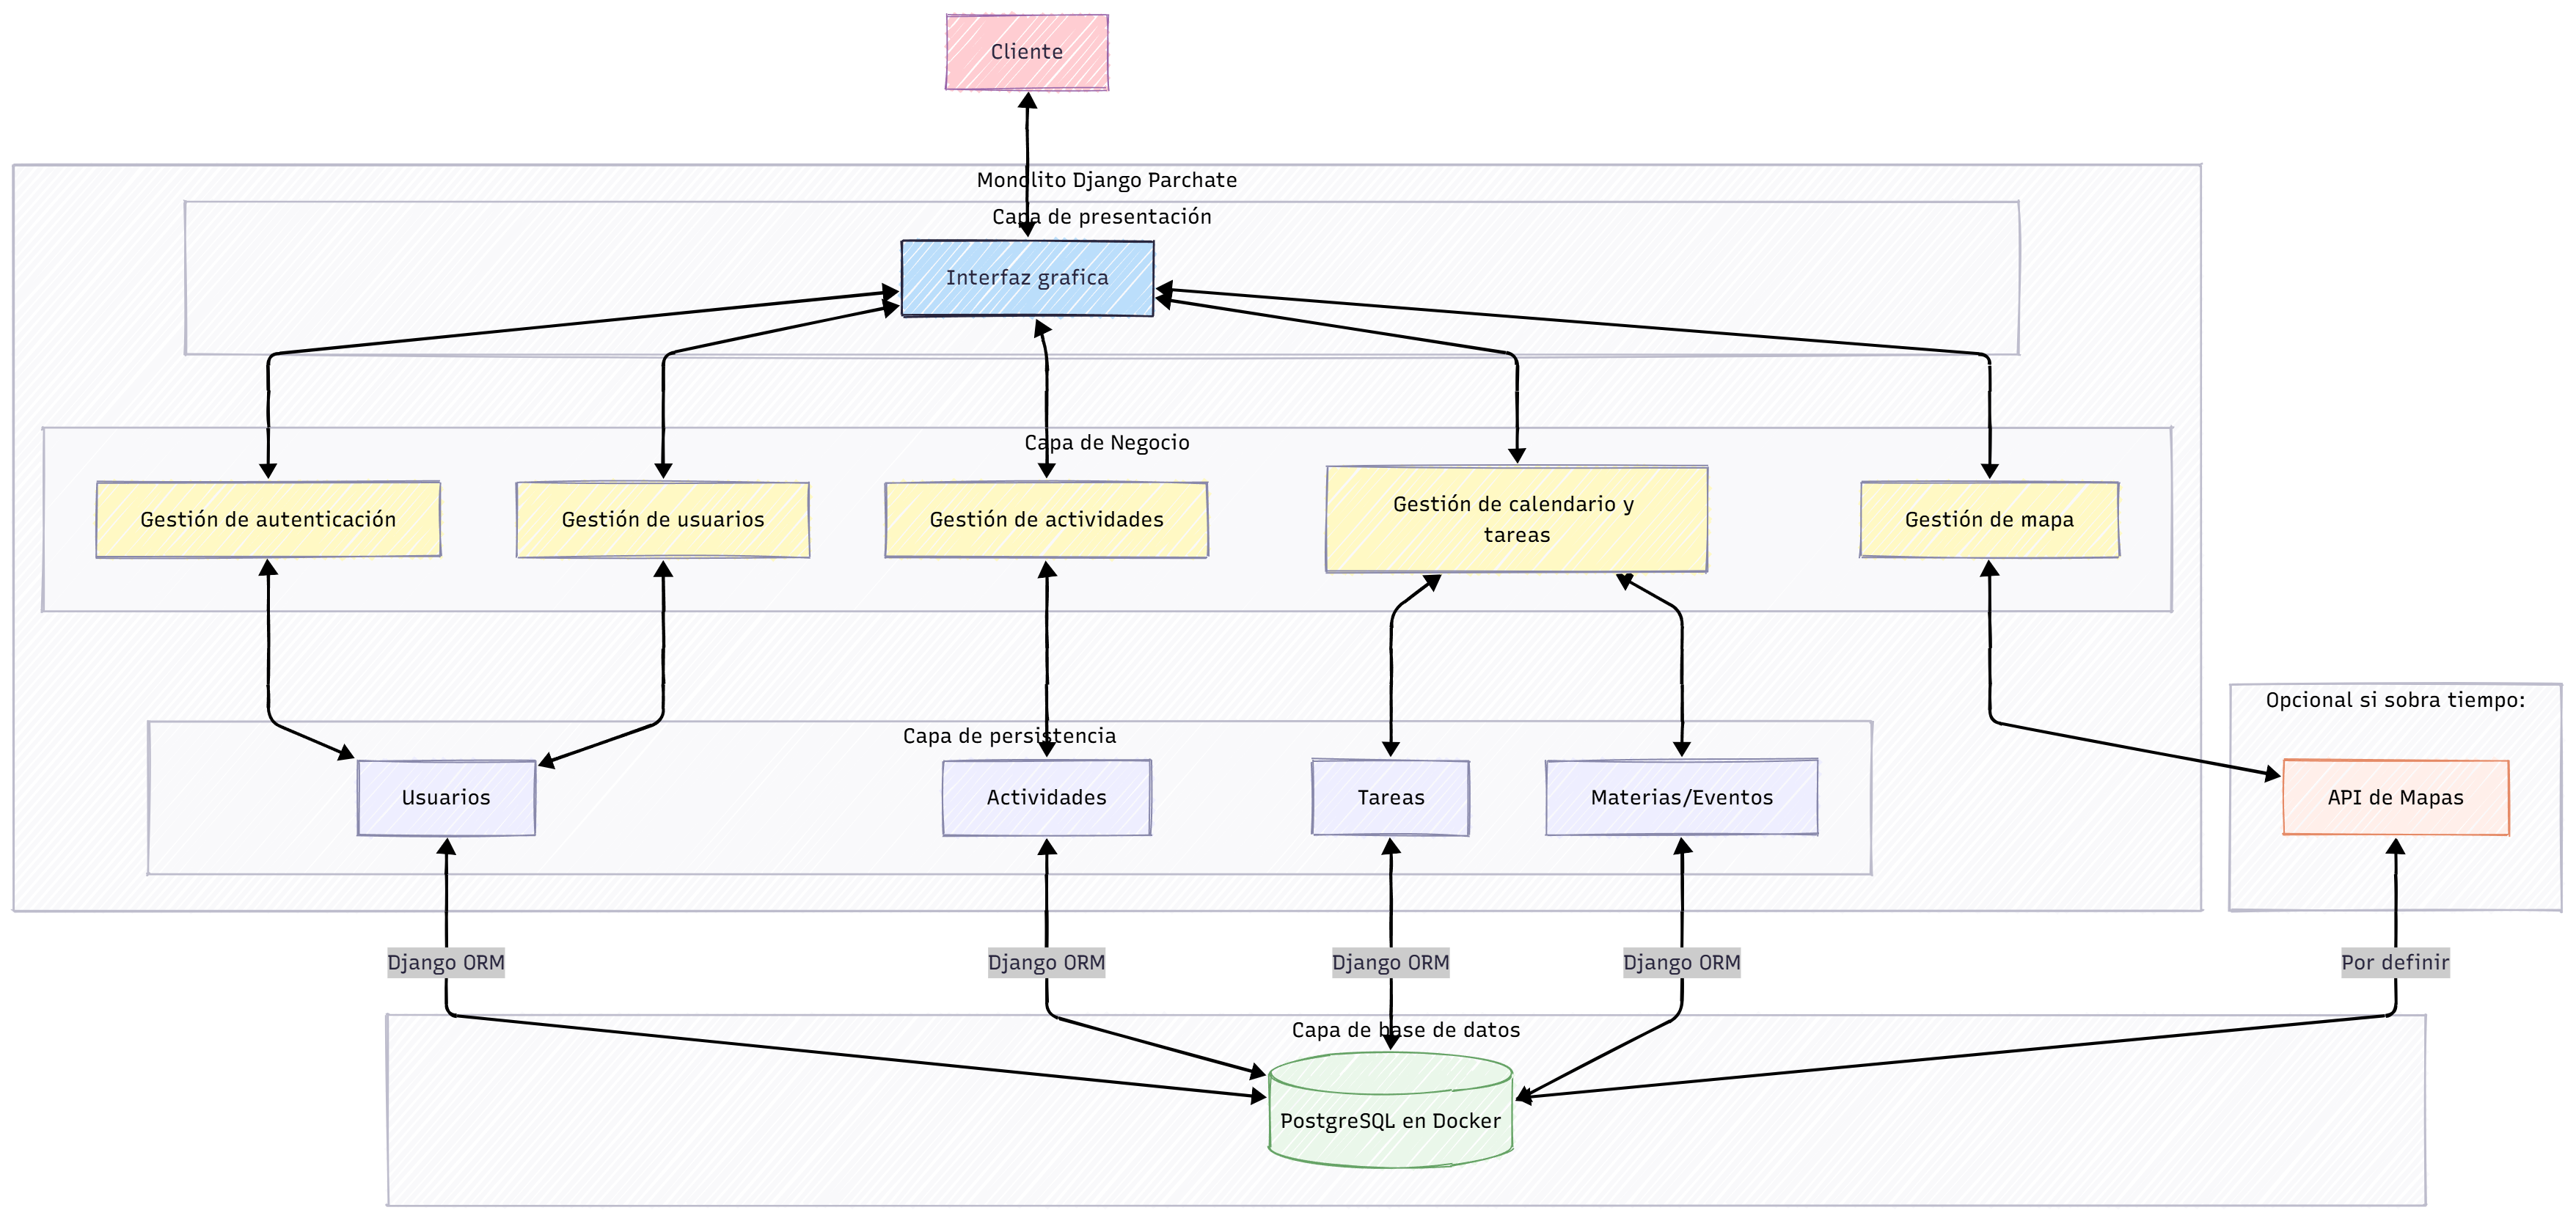 Cliente
Monolito Django Parchate
Capa de presentación
Interfaz grafica
Capa de Negocio
Gestión de autenticación
Gestión de usuarios
Gestión de actividades
Gestión de calendario y
tareas
Gestión de mapa
Opcional si sobra tiempo:
Capa de persistencia
Usuarios
Actividades
Tareas
Materias/Eventos
API de Mapas
Django ORM
Django ORM
Django ORM
Django ORM
Por definir
Capa de base de datos
PostgreSQL en Docker